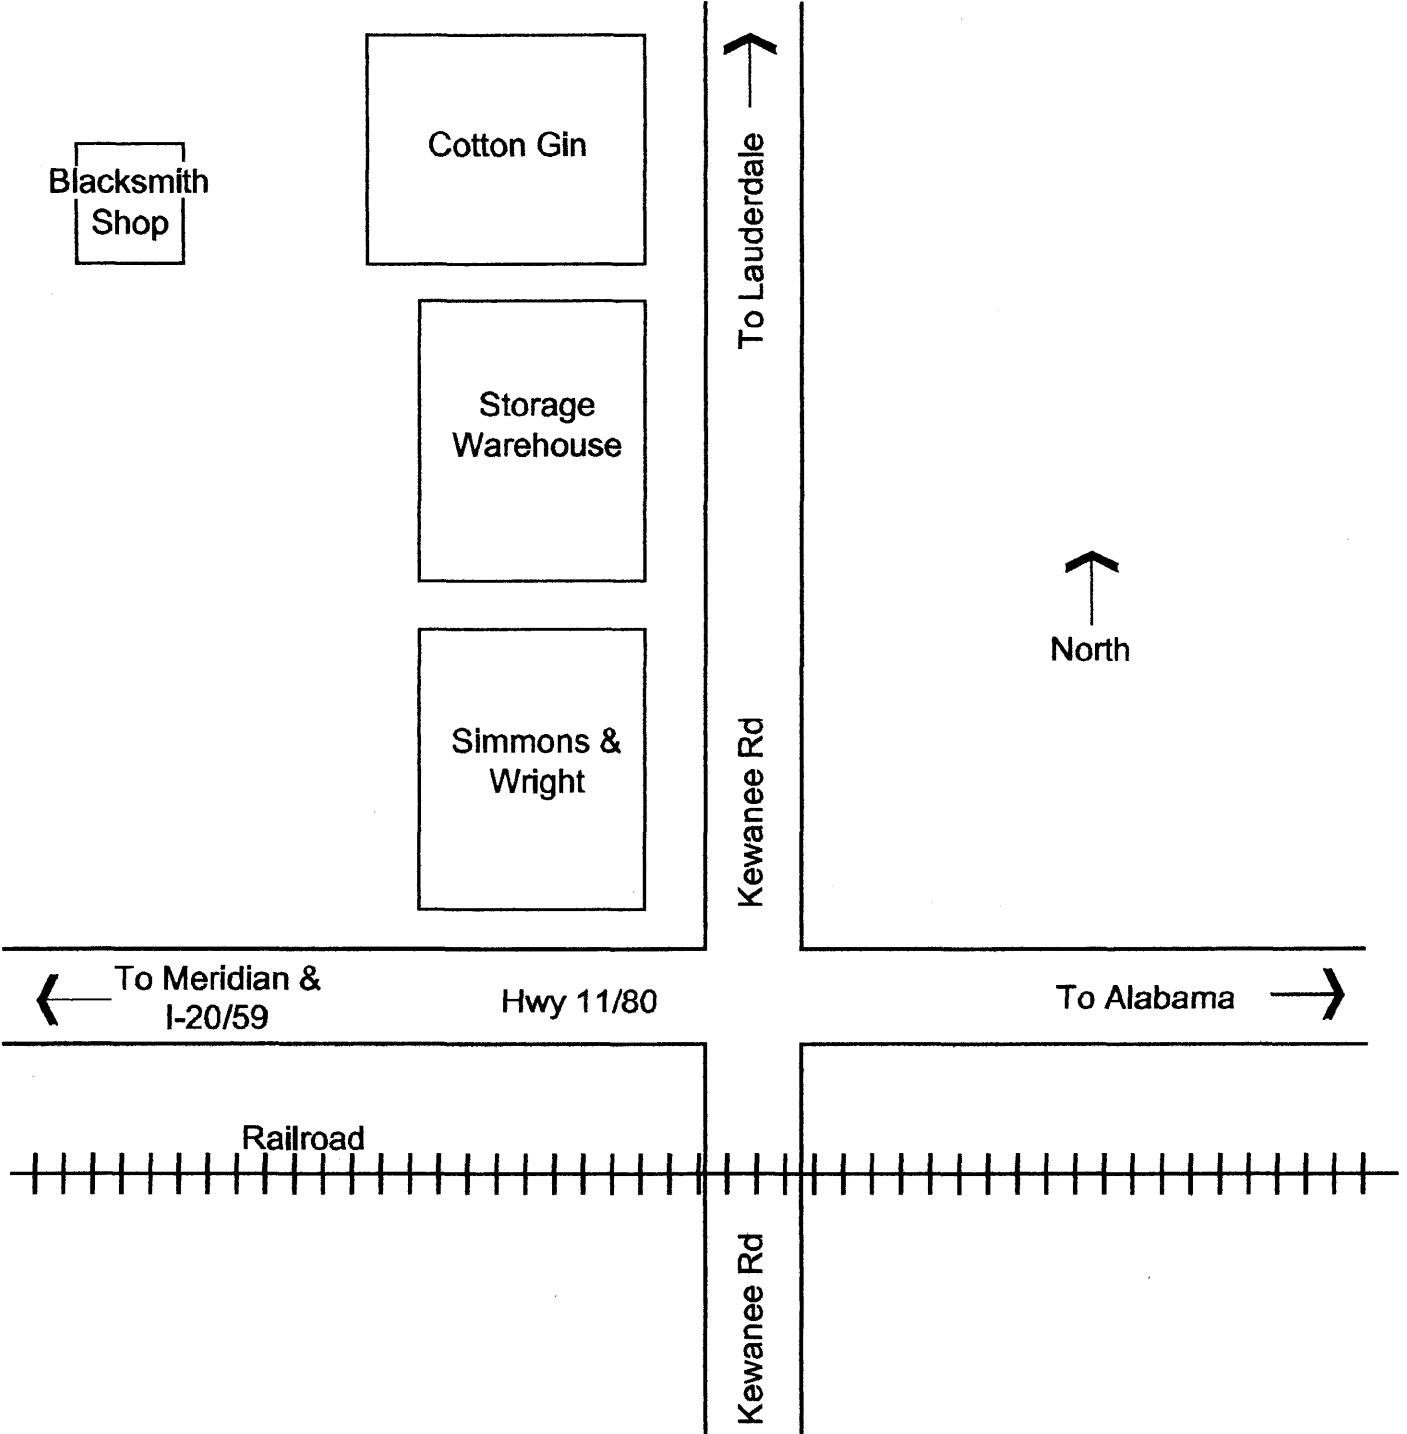 Cotton Gin
Blacksmith
Shop
To Lauderdale
Storage
Warehouse
North
Simmons &
Wright
Kewanee Rd
To Meridian &
I-20/59
Hwy 11/80
To Alabama
Railroad
Kewanee Rd